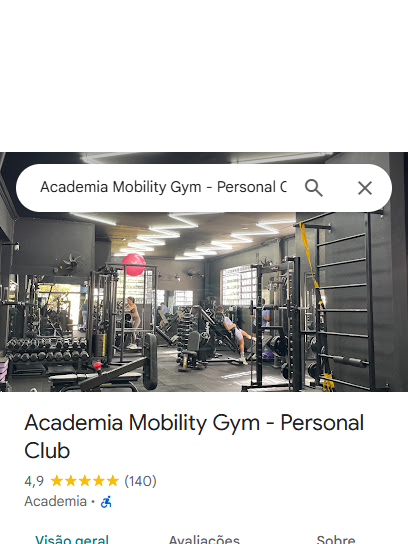 Academia Mobility Gym - Personal C
Academia Mobility Gym - Personal
Club
4,9 (140)
Academia ·
Visão geral Avaliações Sobre